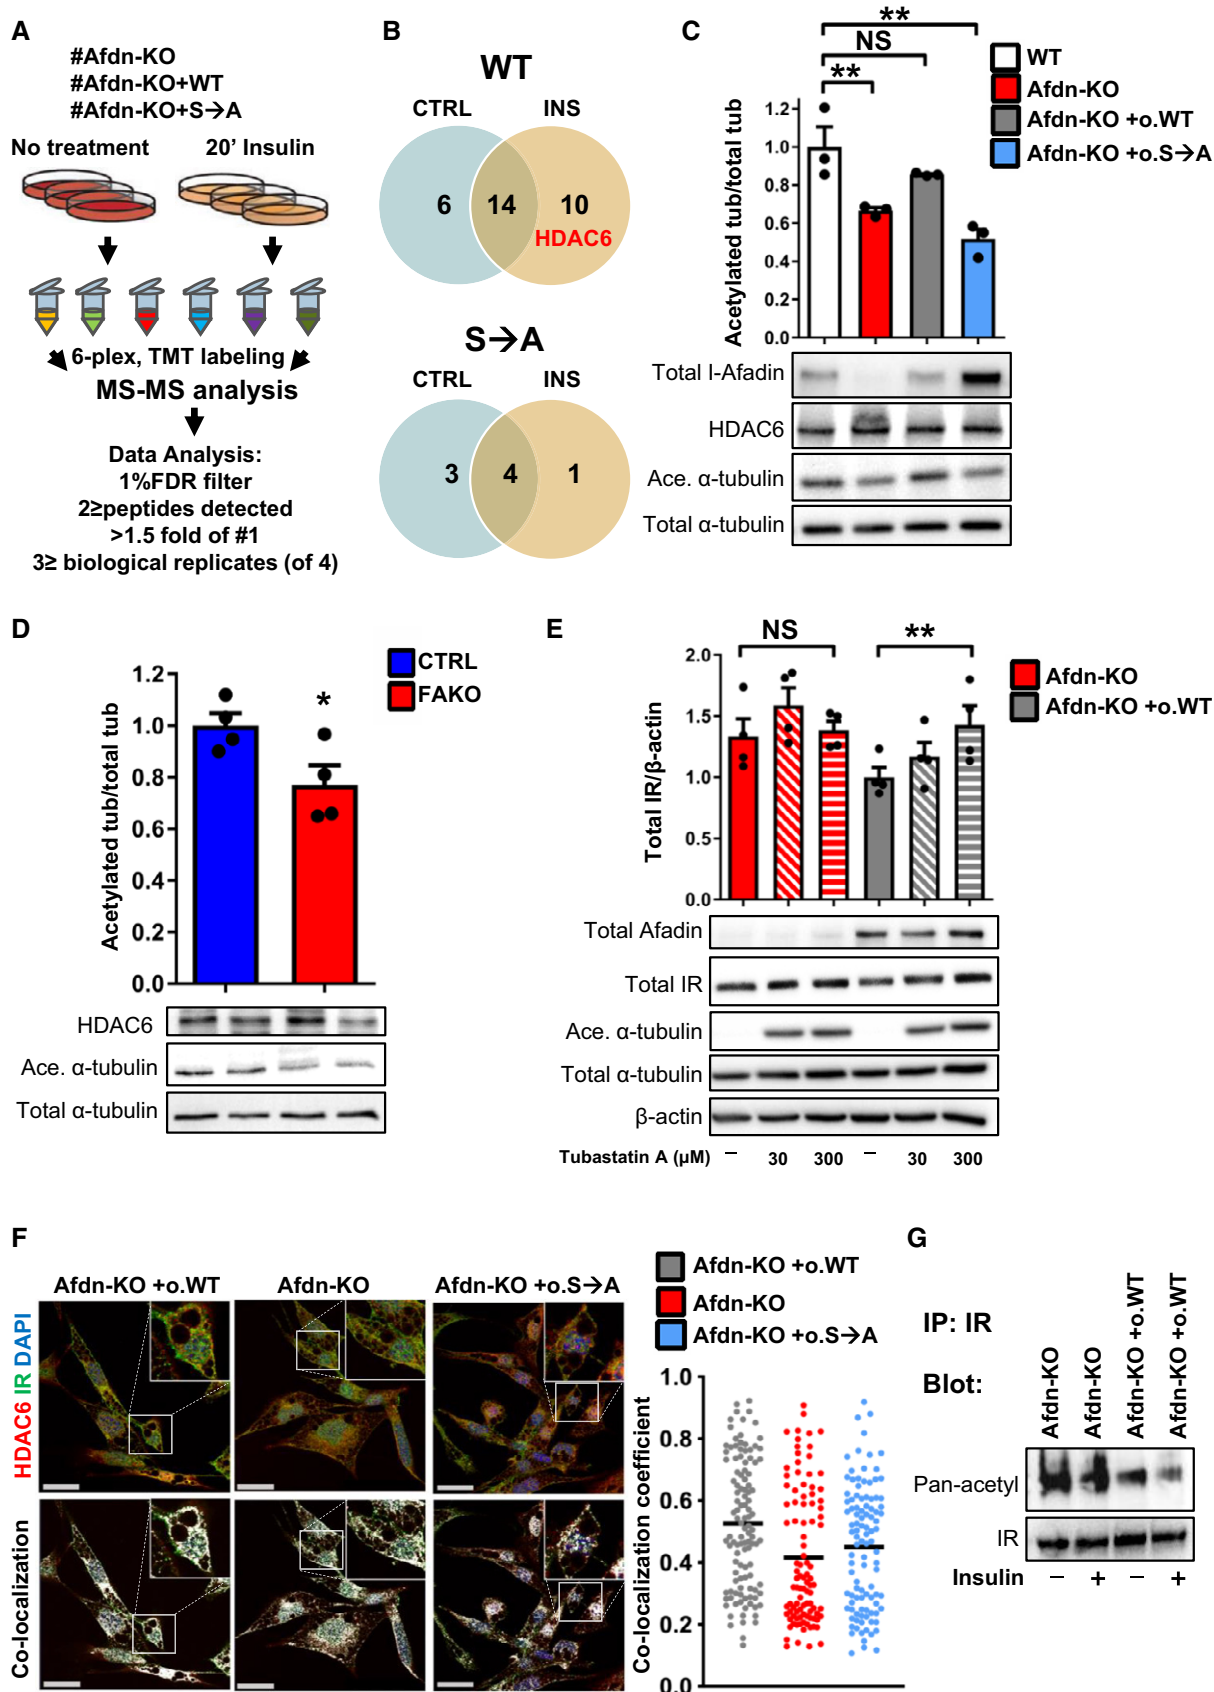 A
#Afdn-KO
#Afdn-KO+WT
#Afdn-KO+S→A
No treatment
20' Insulin
6-plex, TMT labeling
MS-MS analysis
Data Analysis:
1%FDR filter
2≥peptides detected
>1.5 fold of #1
3≥ biological replicates (of 4)
B
WT
CTRL
INS
6
14
10
HDAC6
S→A
CTRL
INS
3
4
1
C
**
NS
**
WT
Afdn-KO
Afdn-KO +o.WT
Afdn-KO +o.S→A
Acetylated tub/total tub
1.2
1.0
0.8
0.6
0.4
0.2
0.0
Total l-Afadin
HDAC6
Ace. α-tubulin
Total α-tubulin
D
CTRL
FAKO
*
Acetylated tub/total tub
1.2
1.0
0.8
0.6
0.4
0.2
0.0
HDAC6
Ace. α-tubulin
Total α-tubulin
E
NS
**
Afdn-KO
Afdn-KO +o.WT
Total IR/β-actin
2.0
1.5
1.0
0.5
0.0
Total Afadin
Total IR
Ace. α-tubulin
Total α-tubulin
β-actin
Tubastatin A (µM) – 30 300 – 30 300
F
Afdn-KO +o.WT
Afdn-KO
Afdn-KO +o.S→A
HDAC6 IR DAPI
Co-localization
Afdn-KO +o.WT
Afdn-KO
Afdn-KO +o.S→A
Co-localization coefficient
1.0
0.8
0.6
0.4
0.2
0.0
G
IP: IR
Blot:
Afdn-KO
Afdn-KO
Afdn-KO +o.WT
Afdn-KO +o.WT
Pan-acetyl
IR
Insulin – + – +